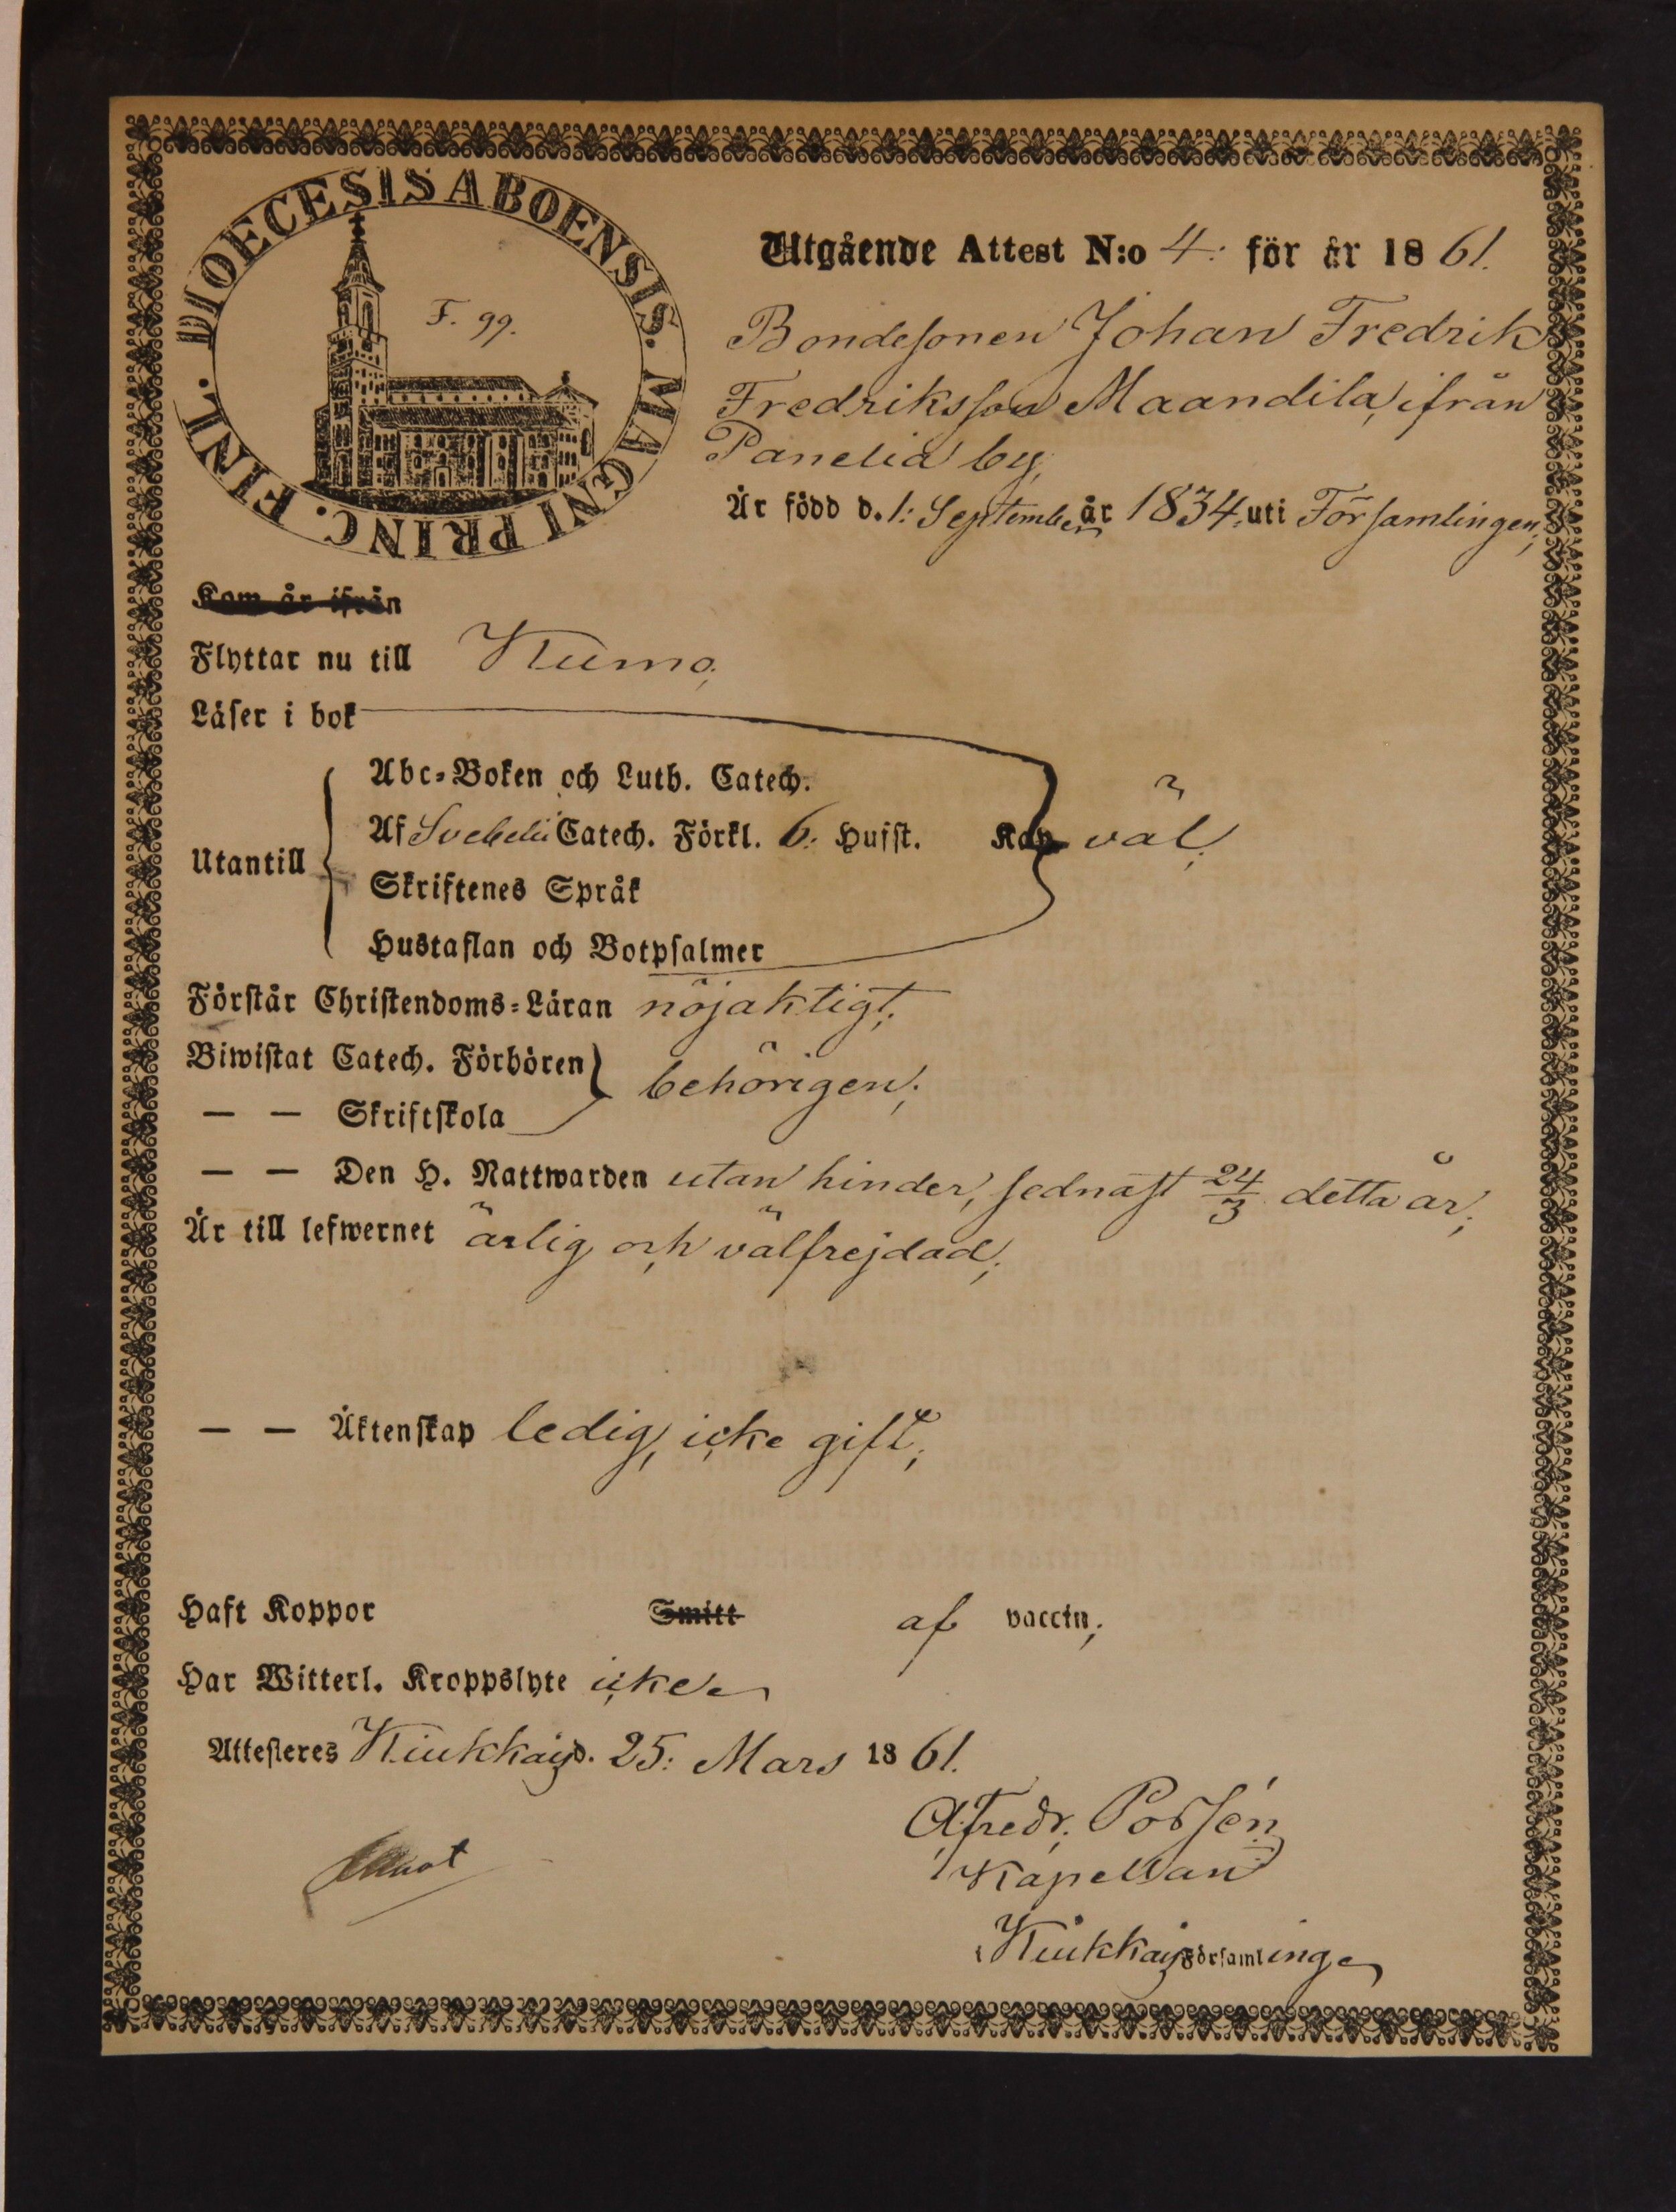 DIOECESIS ABOENSIS. MAGNI PRINC. FINL.
F. 99.
Utgående Attest N:o 4: för år 1861.
Bondesonen Johan Fredrik
Fredriksson Maandila, ifrån
Panelia by,
Är född d. 1: September år 1834, uti Församlingen;
Kom år ifrån
Flyttar nu till Kumo,
Läser i bok
Abc-Boken och Luth. Catech.
Af Svebelii Catech. Förkl. 6: Hufst. Kap väl;
Utantill
Skriftenes Språk
Hustaflan och Botpsalmer
Förstår Christendoms-Läran nöjaktigt;
Biwistat Catech. Förhören
behörigen;
— — Skriftskola
— — Den H. Nattwarden utan hinder, sednast 24/3 detta år;
Är till lefwernet ärlig och välfrejdad;
— — Äktenskap ledig, icke gift;
Haft Koppor Smitt af vaccin;
Har Witterl. Kroppslyte icke
Attesteres Kiukkais d. 25: Mars 1861.
Kapellan
Kiukkais Församlinge